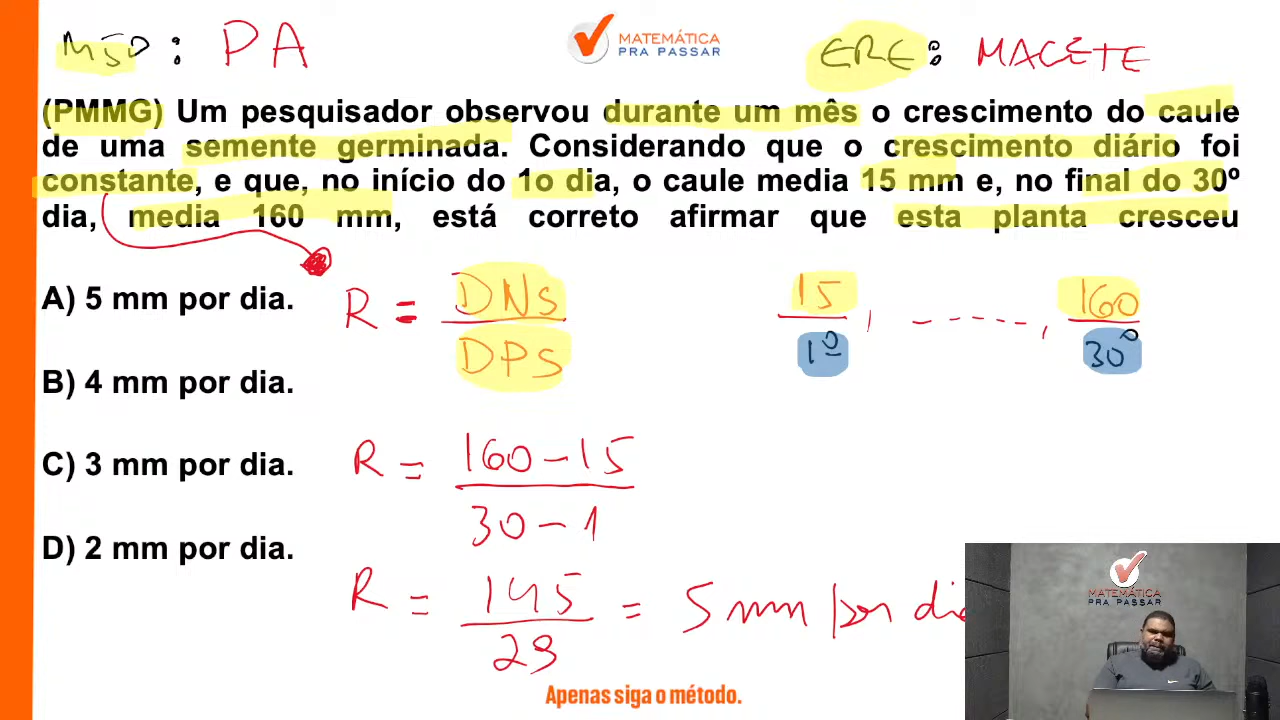 MÉTODO: PA
MATEMÁTICA
PRA PASSAR
ERE: MACETE
(PMMG) Um pesquisador observou durante um mês o crescimento do caule
de uma semente germinada. Considerando que o crescimento diário foi
constante, e que, no início do 1o dia, o caule media 15 mm e, no final do 30º
dia, media 160 mm, está correto afirmar que esta planta cresceu
A) 5 mm por dia.
R = DNS
DPS
15, ......, 160
1º 30º
B) 4 mm por dia.
C) 3 mm por dia.
R = 160 - 15
30 - 1
D) 2 mm por dia.
R = 145 = 5 mm por dia
29
MATEMÁTICA
PRA PASSAR
Apenas siga o método.